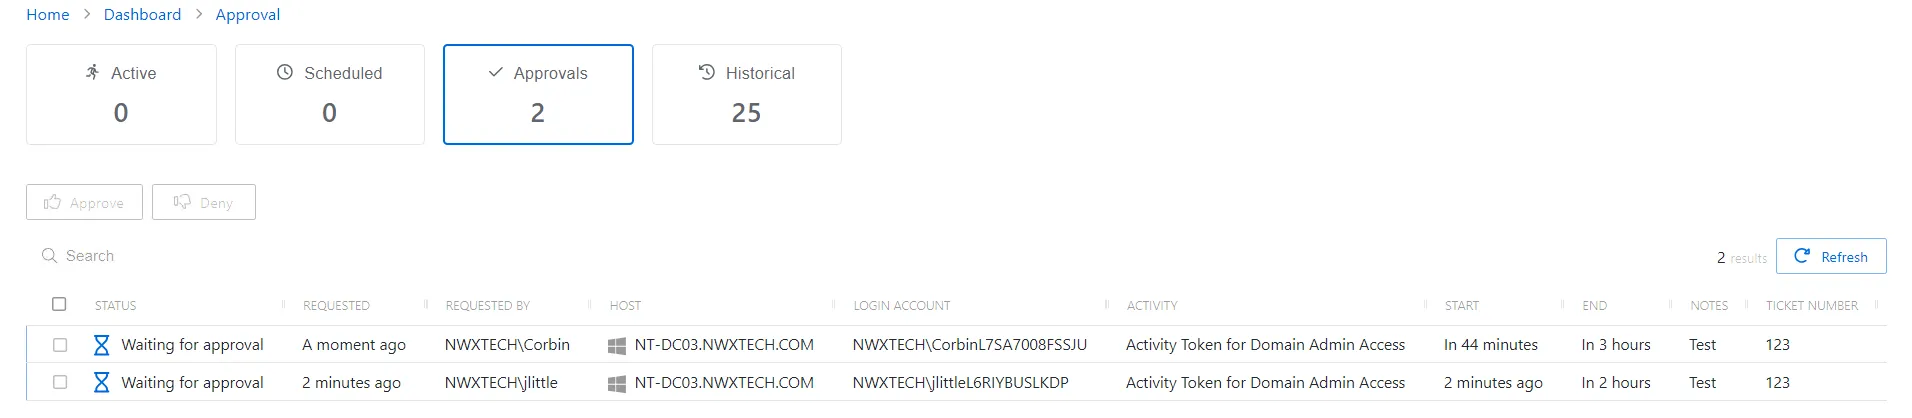 Home > Dashboard > Approval
Active Scheduled Approvals Historical
0 0 2 25
Approve Deny
Search 2 results Refresh
STATUS REQUESTED REQUESTED BY HOST LOGIN ACCOUNT ACTIVITY START END NOTES TICKET NUMBER
Waiting for approval A moment ago NWXTECH\Corbin NT-DC03.NWXTECH.COM NWXTECH\CorbinL7SA7008FSSJU Activity Token for Domain Admin Access In 44 minutes In 3 hours Test 123
Waiting for approval 2 minutes ago NWXTECH\jlittle NT-DC03.NWXTECH.COM NWXTECH\jlittleL6RIYBUSLKDP Activity Token for Domain Admin Access 2 minutes ago In 2 hours Test 123